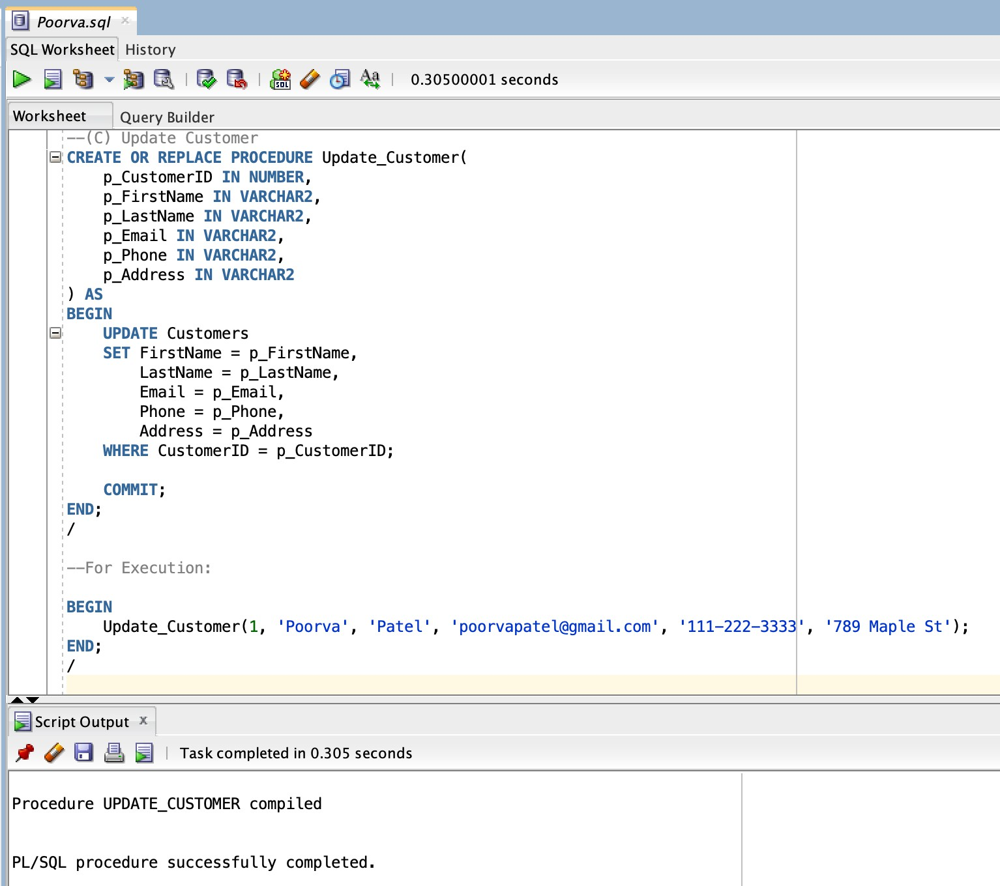 Poorva.sql
SQL Worksheet History
0.30500001 seconds
Worksheet Query Builder
--(C) Update Customer
CREATE OR REPLACE PROCEDURE Update_Customer(
    p_CustomerID IN NUMBER,
    p_FirstName IN VARCHAR2,
    p_LastName IN VARCHAR2,
    p_Email IN VARCHAR2,
    p_Phone IN VARCHAR2,
    p_Address IN VARCHAR2
) AS
BEGIN
    UPDATE Customers
    SET FirstName = p_FirstName,
        LastName = p_LastName,
        Email = p_Email,
        Phone = p_Phone,
        Address = p_Address
    WHERE CustomerID = p_CustomerID;
    COMMIT;
END;
/
--For Execution:
BEGIN
    Update_Customer(1, 'Poorva', 'Patel', 'poorvapatel@gmail.com', '111-222-3333', '789 Maple St');
END;
/
Script Output
Task completed in 0.305 seconds
Procedure UPDATE_CUSTOMER compiled
PL/SQL procedure successfully completed.